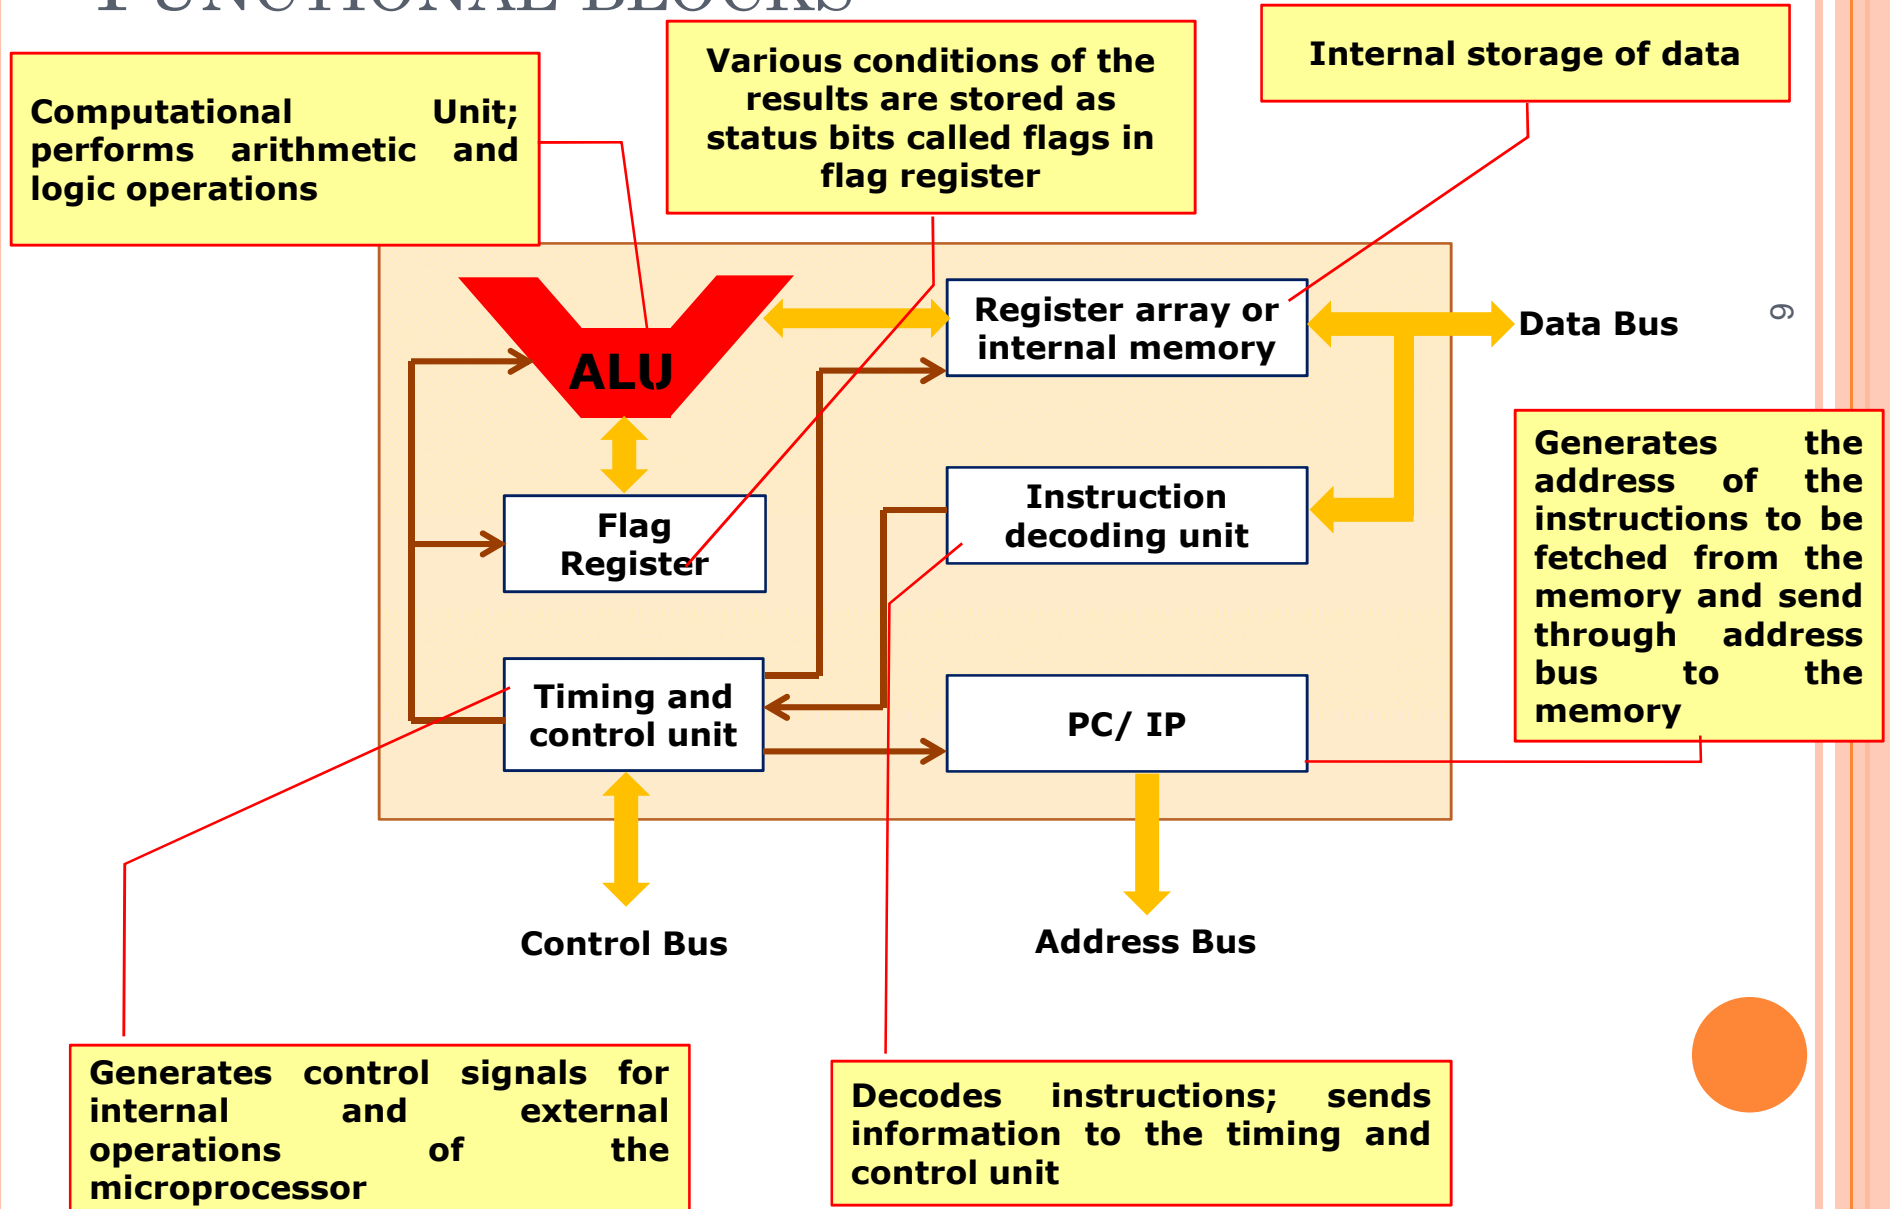 FUNCTIONAL BLOCKS
Computational Unit;
performs arithmetic and
logic operations
Various conditions of the
results are stored as
status bits called flags in
flag register
Internal storage of data
ALU
Register array or
internal memory
Data Bus
6
Flag
Register
Instruction
decoding unit
Generates the
address of the
instructions to be
fetched from the
memory and send
through address
bus to the
memory
Timing and
control unit
PC/ IP
Control Bus
Address Bus
Generates control signals for
internal and external
operations of the
microprocessor
Decodes instructions; sends
information to the timing and
control unit